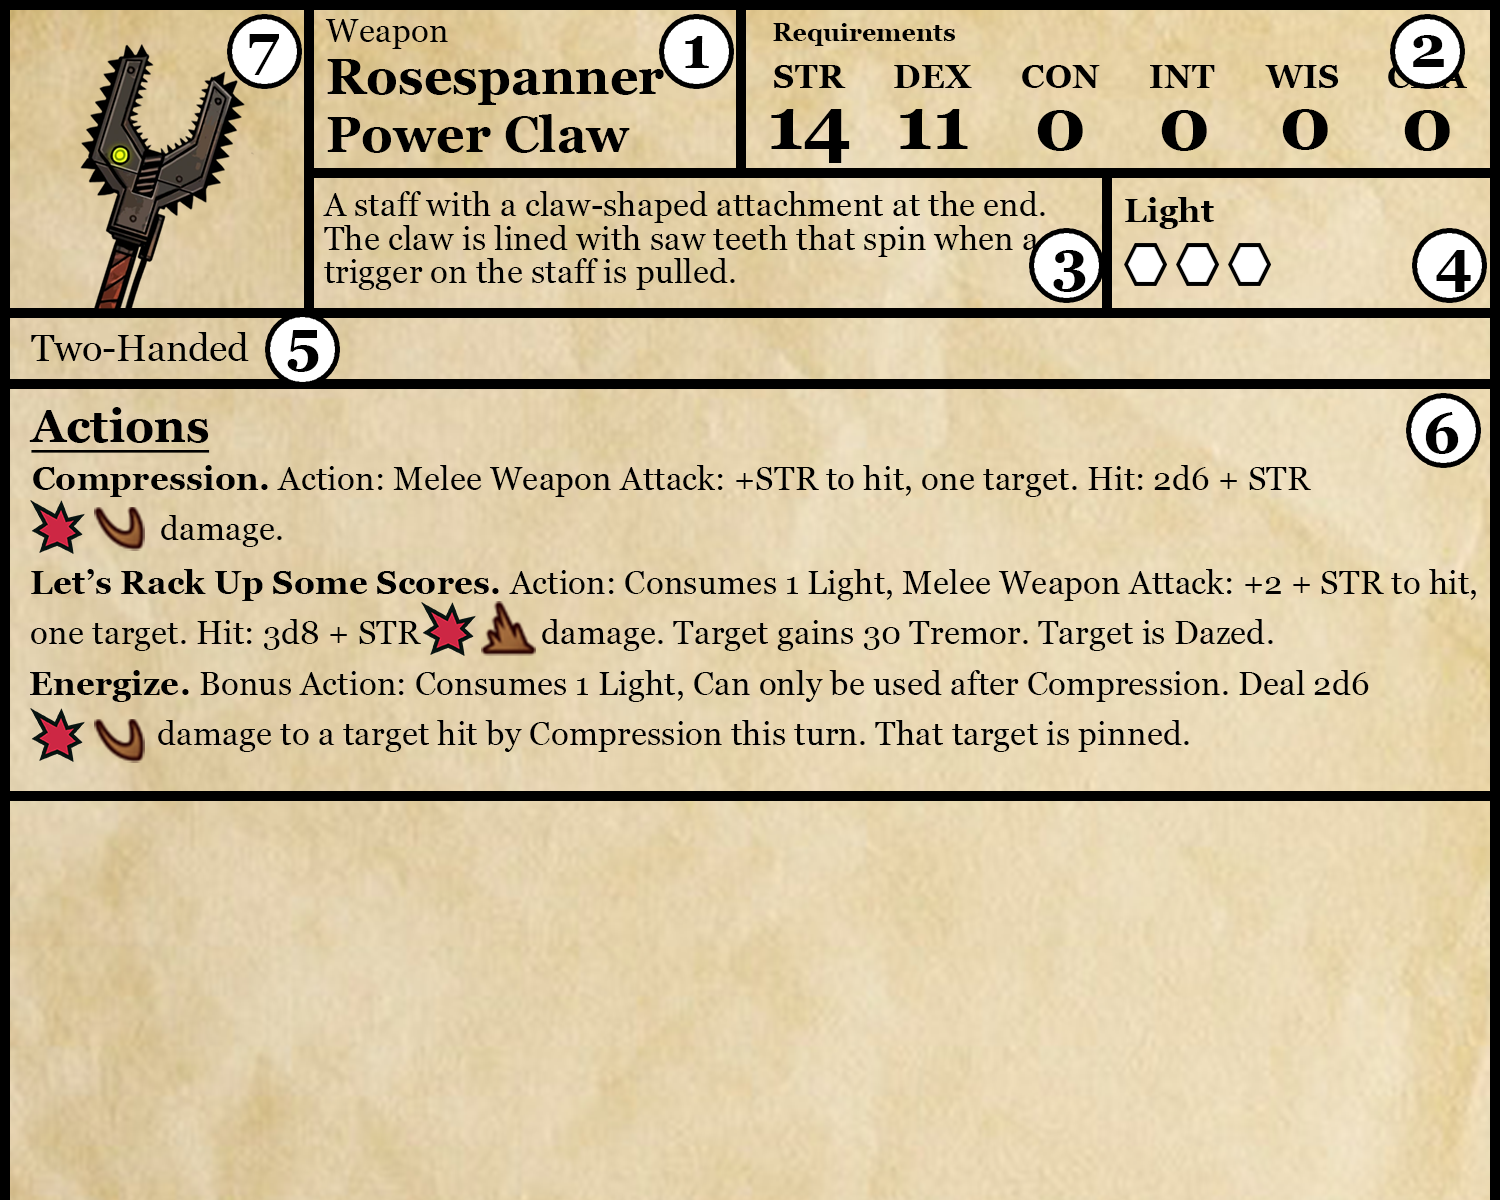 7
Weapon
Rosespanner
Power Claw
1
Requirements
2
STR DEX CON INT WIS
14 11 0 0 0 0
A staff with a claw-shaped attachment at the end.
The claw is lined with saw teeth that spin when a
trigger on the staff is pulled.
3
Light
4
Two-Handed
5
Actions
6
Compression. Action: Melee Weapon Attack: +STR to hit, one target. Hit: 2d6 + STR
damage.
Let’s Rack Up Some Scores. Action: Consumes 1 Light, Melee Weapon Attack: +2 + STR to hit,
one target. Hit: 3d8 + STR damage. Target gains 30 Tremor. Target is Dazed.
Energize. Bonus Action: Consumes 1 Light, Can only be used after Compression. Deal 2d6
damage to a target hit by Compression this turn. That target is pinned.